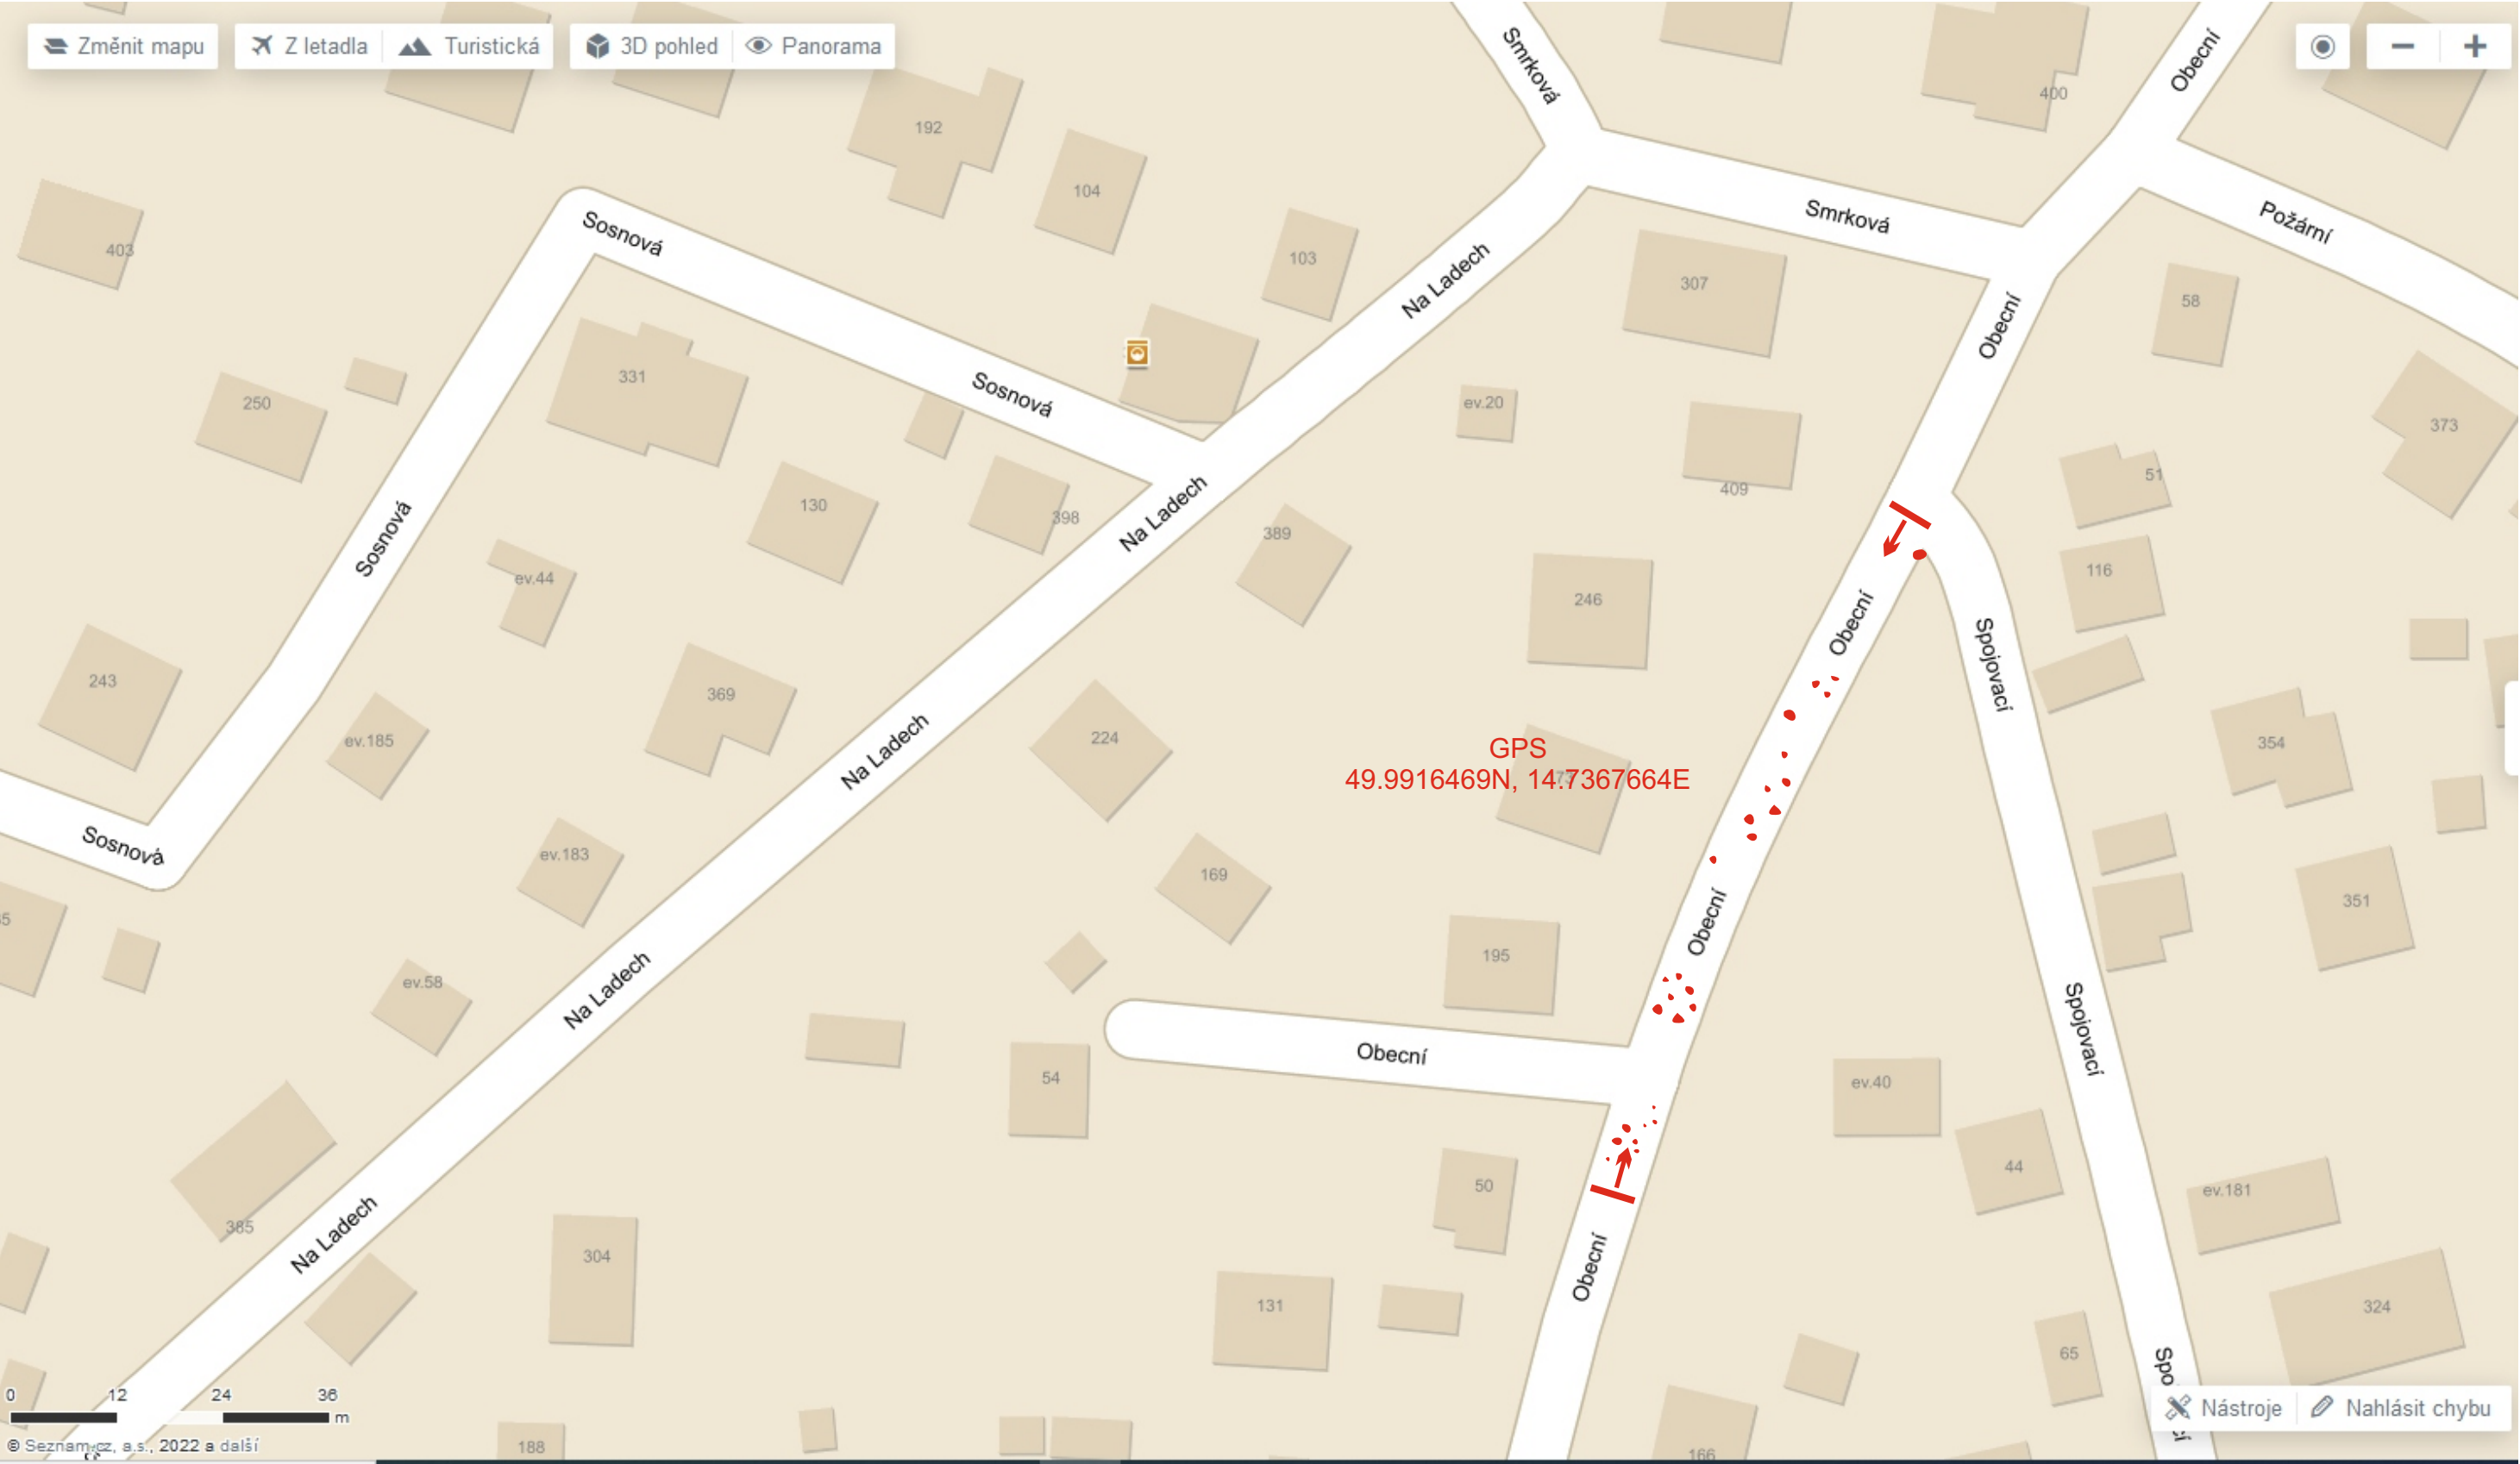 Změnit mapu
Z letadla
Turistická
3D pohled
Panorama
Smrková
Obecní
400
192
104
403
Sosnová
103
Smrková
Požární
Na Ladech
307
58
Obecní
331
250
Sosnová
ev.20
373
409
51
130
398
Na Ladech
389
Sosnová
ev.44
246
116
Obecní
Spojovací
243
369
ev.185
224
GPS
49.9916469N, 14.7367664E
354
Na Ladech
Sosnová
ev.183
169
351
Obecní
195
ev.58
Na Ladech
Obecní
54
Spojovací
ev.40
44
50
ev.181
385
Na Ladech
304
Obecní
131
324
65
0 12 24 36 m
Nástroje
Nahlásit chybu
© Seznam.cz, a.s., 2022 a další
188
166